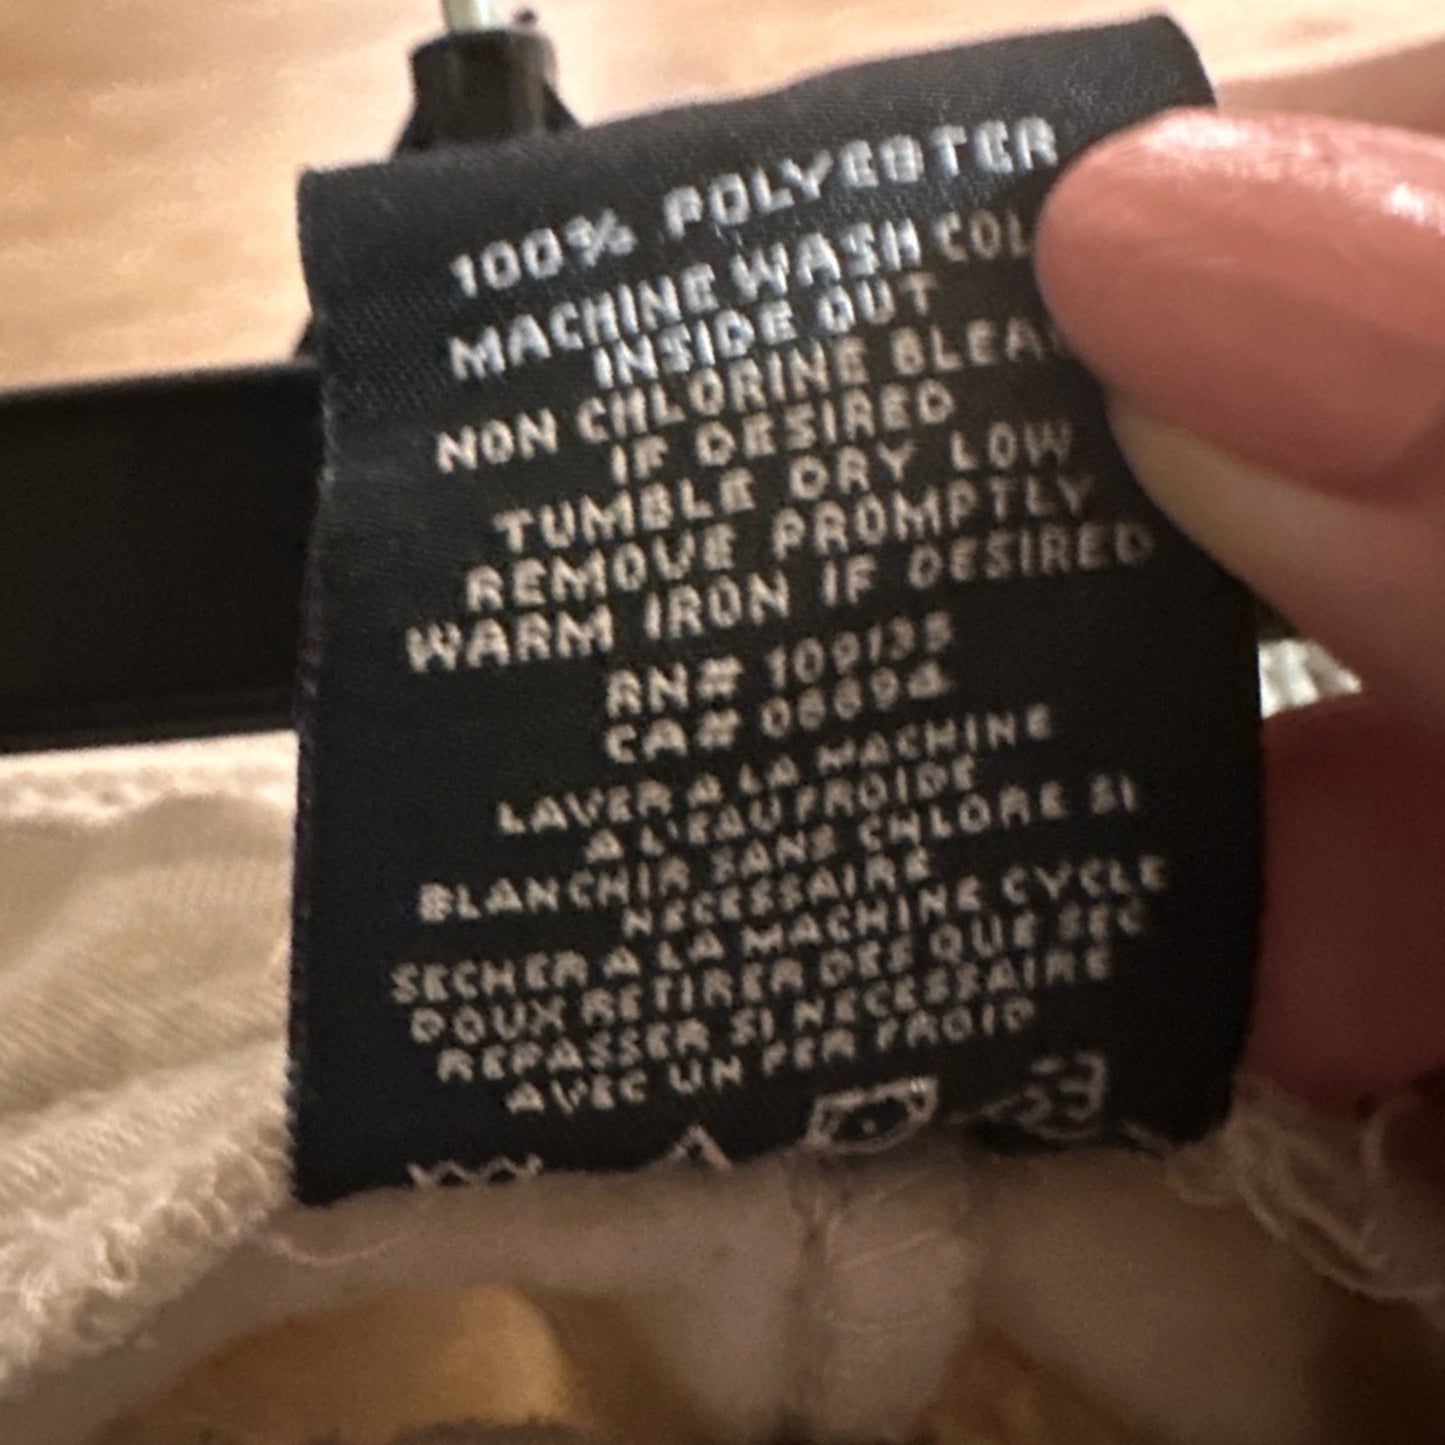 100% POLYESTER
MACHINE WASH COL
INSIDE OUT
NON CHLORINE BLEA
IF DESIRED
TUMBLE DRY LOW
REMOVE PROMPTLY
WARM IRON IF DESIRED
RN# 109135
CA# 06694
LAVER A LA MACHINE
A L'EAU FROIDE
BLANCHIR SANS CHLORE SI
NECESSAIRE
SECHER A LA MACHINE CYCLE
DOUX RETIRER DES QUE SEC
REPASSER SI NECESSAIRE
AVEC UN FER FROID